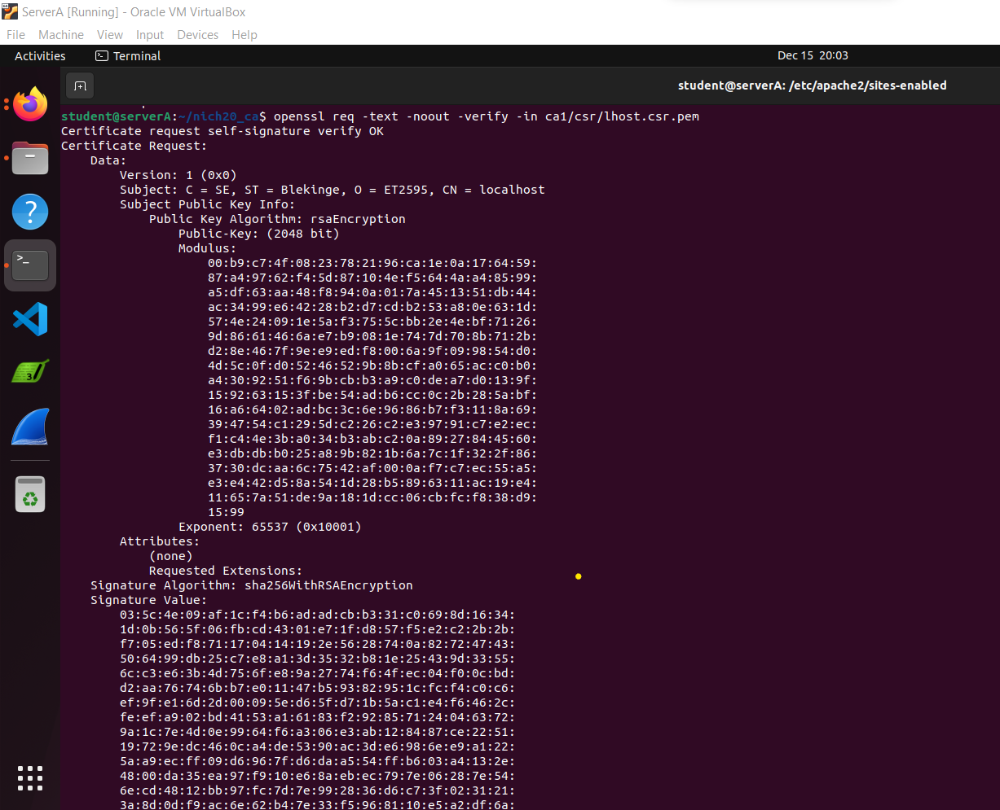 ServerA [Running] - Oracle VM VirtualBox
File Machine View Input Devices Help
Activities Terminal Dec 15 20:03
student@serverA: /etc/apache2/sites-enabled
student@serverA:~/nich20_ca$ openssl req -text -noout -verify -in ca1/csr/lhost.csr.pem
Certificate request self-signature verify OK
Certificate Request:
Data:
Version: 1 (0x0)
Subject: C = SE, ST = Blekinge, O = ET2595, CN = localhost
Subject Public Key Info:
Public Key Algorithm: rsaEncryption
Public-Key: (2048 bit)
Modulus:
00:b9:c7:4f:08:23:78:21:96:ca:1e:0a:17:64:59:
87:a4:97:62:f4:5d:87:10:4e:f5:64:4a:a4:85:99:
a5:df:63:aa:48:f8:94:0a:01:7a:45:13:51:db:44:
ac:34:99:e6:42:28:b2:d7:cd:b2:53:a8:0e:63:1d:
57:4e:24:09:1e:5a:f3:75:5c:bb:2e:4e:bf:71:26:
9d:86:61:46:6a:e7:b9:08:1e:74:7d:70:8b:71:2b:
d2:8e:46:7f:9e:e9:ed:f8:00:6a:9f:09:98:54:d0:
4d:5c:0f:d0:52:46:52:9b:8b:cf:a0:65:ac:c0:b0:
a4:30:92:51:f6:9b:cb:b3:a9:c0:de:a7:d0:13:9f:
15:92:63:15:3f:be:54:ad:b6:cc:0c:2b:28:5a:bf:
16:a6:64:02:ad:bc:3c:6e:96:86:b7:f3:11:8a:69:
39:47:54:c1:29:5d:c2:26:c2:e3:97:91:c7:e2:ec:
f1:c4:4e:3b:a0:34:b3:ab:c2:0a:89:27:84:45:60:
e3:db:db:b0:25:a8:9b:82:1b:6a:7c:1f:32:2f:86:
37:30:dc:aa:6c:75:42:af:00:0a:f7:c7:ec:55:a5:
e3:e4:42:d5:8a:54:1d:28:b5:89:63:11:ac:19:e4:
11:65:7a:51:de:9a:18:1d:cc:06:cb:fc:f8:38:d9:
15:99
Exponent: 65537 (0x10001)
Attributes:
(none)
Requested Extensions:
Signature Algorithm: sha256WithRSAEncryption
Signature Value:
03:5c:4e:09:af:1c:f4:b6:ad:ad:cb:b3:31:c0:69:8d:16:34:
1d:0b:56:5f:06:fb:cd:43:01:e7:1f:d8:57:f5:e2:c2:2b:2b:
f7:05:ed:f8:71:17:04:14:19:2e:56:28:74:0a:82:72:47:43:
50:64:99:db:25:c7:e8:a1:3d:35:32:b8:1e:25:43:9d:33:55:
6c:c3:e6:3b:4d:75:6f:e8:9a:27:74:f6:4f:ec:04:f0:0c:bd:
d2:aa:76:74:6b:b7:e0:11:47:b5:93:82:95:1c:fc:f4:c0:c6:
ef:9f:e1:6d:2d:00:09:5e:d6:5f:d7:1b:5a:c1:e4:f6:46:2c:
fe:ef:a9:02:bd:41:53:a1:61:83:f2:92:85:71:24:04:63:72:
9a:1c:7e:4d:0e:99:64:f6:a3:06:e3:ab:12:84:87:ce:22:51:
19:72:9e:dc:46:0c:a4:de:53:90:ac:3d:e6:98:6e:e9:a1:22:
5a:a9:ec:ff:09:d6:96:7f:d6:da:a5:54:ff:b6:03:a4:13:2e:
48:00:da:35:ea:97:f9:10:e6:8a:eb:ec:79:7e:06:28:7e:54:
6e:cd:48:12:bb:97:fc:7d:7e:99:28:36:d6:c7:3f:02:31:21:
3a:8d:0d:f9:ac:6e:62:b4:7e:33:f5:96:81:10:e5:a2:df:6a: